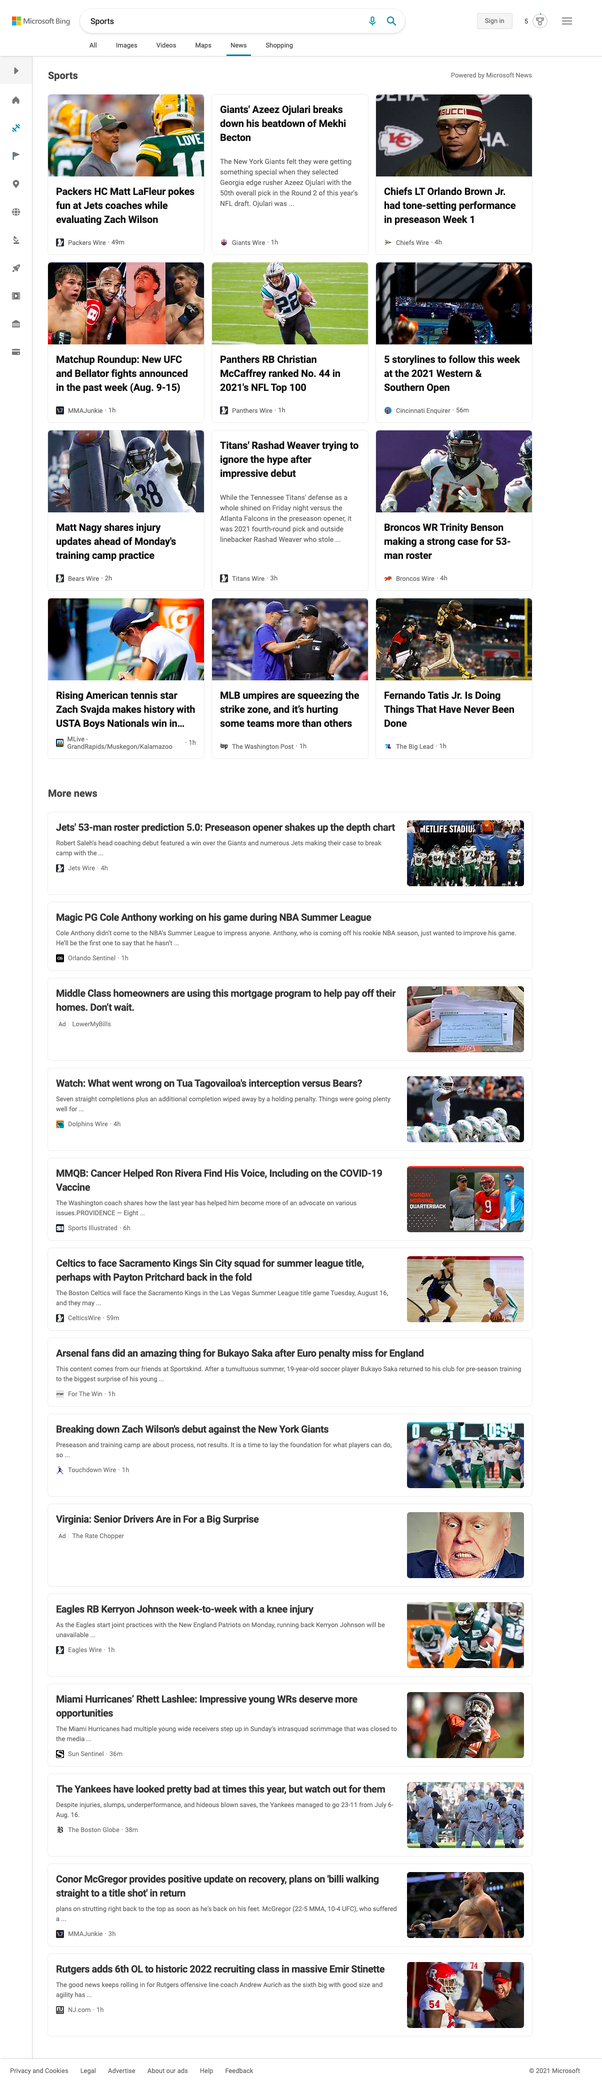 Microsoft Bing
Sports
Sign in
5
All Images Videos Maps News Shopping
Sports
Powered by Microsoft News
LOVE
Packers HC Matt LaFleur pokes
fun at Jets coaches while
evaluating Zach Wilson
Packers Wire · 49m
Giants' Azeez Ojulari breaks
down his beatdown of Mekhi
Becton
The New York Giants felt they were getting
something special when they selected
Georgia edge rusher Azeez Ojulari with the
50th overall pick in the Round 2 of this year's
NFL draft. Ojulari was ...
Giants Wire · 1h
GUCCI
Chiefs LT Orlando Brown Jr.
had tone-setting performance
in preseason Week 1
Chiefs Wire · 4h
Matchup Roundup: New UFC
and Bellator fights announced
in the past week (Aug. 9-15)
MMAJunkie · 1h
22
Panthers RB Christian
McCaffrey ranked No. 44 in
2021's NFL Top 100
Panthers Wire · 1h
5 storylines to follow this week
at the 2021 Western &
Southern Open
Cincinnati Enquirer · 56m
38
Matt Nagy shares injury
updates ahead of Monday's
training camp practice
Bears Wire · 2h
Titans' Rashad Weaver trying to
ignore the hype after
impressive debut
While the Tennessee Titans' defense as a
whole shined on Friday night versus the
Atlanta Falcons in the preseason opener, it
was 2021 fourth-round pick and outside
linebacker Rashad Weaver who stole ...
Titans Wire · 3h
Broncos WR Trinity Benson
making a strong case for 53-
man roster
Broncos Wire · 4h
G
Rising American tennis star
Zach Svajda makes history with
USTA Boys Nationals win in...
MLive -
GrandRapids/Muskegon/Kalamazoo · 1h
MLB umpires are squeezing the
strike zone, and it's hurting
some teams more than others
The Washington Post · 1h
Fernando Tatis Jr. Is Doing
Things That Have Never Been
Done
The Big Lead · 1h
More news
Jets' 53-man roster prediction 5.0: Preseason opener shakes up the depth chart
Robert Saleh's head coaching debut featured a win over the Giants and numerous Jets making their case to break
camp with the ...
Jets Wire · 4h
METLIFE STADIU
Magic PG Cole Anthony working on his game during NBA Summer League
Cole Anthony didn't come to the NBA's Summer League to impress anyone. Anthony, who is coming off his rookie NBA season, just wanted to improve his game.
He'll be the first one to say that he hasn't ...
Orlando Sentinel · 1h
Middle Class homeowners are using this mortgage program to help pay off their
homes. Don't wait.
Ad LowerMyBills
Watch: What went wrong on Tua Tagovailoa's interception versus Bears?
Seven straight completions plus an additional completion wiped away by a holding penalty. Things were going plenty
well for ...
Dolphins Wire · 4h
MMQB: Cancer Helped Ron Rivera Find His Voice, Including on the COVID-19
Vaccine
The Washington coach shares how the last year has helped him become more of an advocate on various
issues.PROVIDENCE — Eight ...
Sports Illustrated · 6h
MONDAY
MORNING
QUARTERBACK
9
Celtics to face Sacramento Kings Sin City squad for summer league title,
perhaps with Payton Pritchard back in the fold
The Boston Celtics will face the Sacramento Kings in the Las Vegas Summer League title game Tuesday, August 16,
and they may ...
CelticsWire · 59m
Arsenal fans did an amazing thing for Bukayo Saka after Euro penalty miss for England
This content comes from our friends at Sportskind. After a tumultuous summer, 19-year-old soccer player Bukayo Saka returned to his club for pre-season training
to the biggest surprise of his young ...
For The Win · 1h
Breaking down Zach Wilson's debut against the New York Giants
Preseason and training camp are about process, not results. It is a time to lay the foundation for what players can do,
so ...
Touchdown Wire · 1h
Virginia: Senior Drivers Are in For a Big Surprise
Ad The Rate Chopper
Eagles RB Kerryon Johnson week-to-week with a knee injury
As the Eagles start joint practices with the New England Patriots on Monday, running back Kerryon Johnson will be
unavailable ...
Eagles Wire · 1h
Miami Hurricanes' Rhett Lashlee: Impressive young WRs deserve more
opportunities
The Miami Hurricanes had multiple young wide receivers step up in Sunday's intrasquad scrimmage that was closed to
the media ...
Sun Sentinel · 36m
The Yankees have looked pretty bad at times this year, but watch out for them
Despite injuries, slumps, underperformance, and hideous blown saves, the Yankees managed to go 23-11 from July 6-
Aug. 16.
The Boston Globe · 38m
Conor McGregor provides positive update on recovery, plans on 'billi walking
straight to a title shot' in return
plans on strutting right back to the top as soon as he's back on his feet. McGregor (22-5 MMA, 10-4 UFC), who suffered
a ...
MMAJunkie · 3h
Rutgers adds 6th OL to historic 2022 recruiting class in massive Emir Stinette
The good news keeps rolling in for Rutgers offensive line coach Andrew Aurich as the sixth big with good size and
agility has ...
NJ.com · 1h
74
54
Privacy and Cookies Legal Advertise About our ads Help Feedback
© 2021 Microsoft